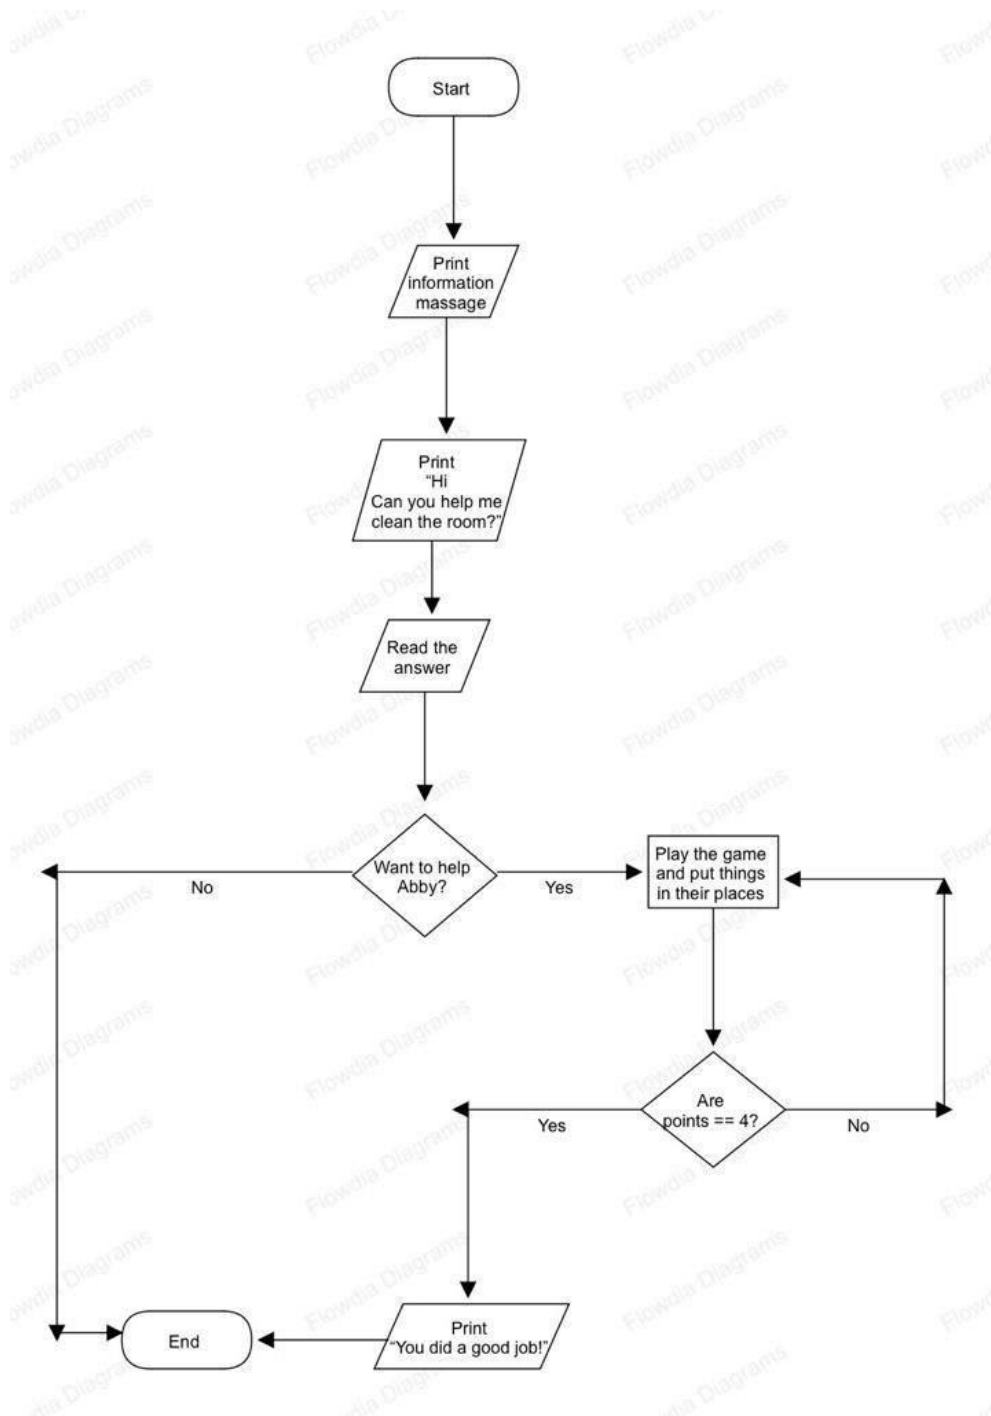 Start
Print
information
massage
Print
“Hi
Can you help me
clean the room?”
Read the
answer
Want to help
Abby?
No
Yes
Play the game
and put things
in their places
Are
points == 4?
Yes
No
Print
“You did a good job!”
End
Flowdia Diagrams